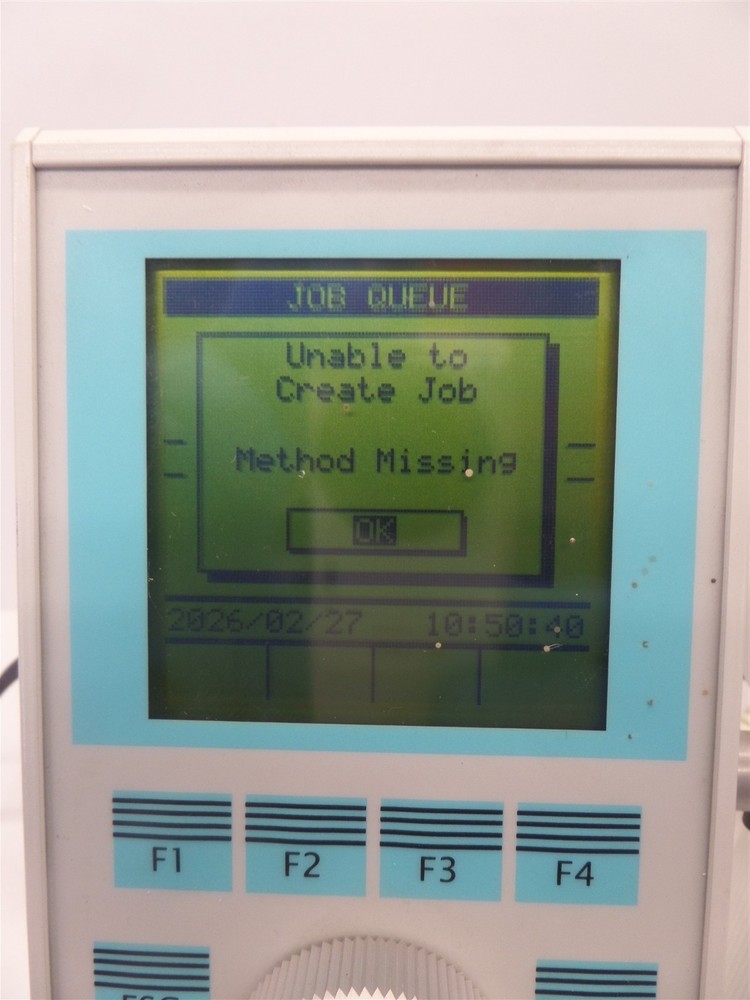 JOB QUEUE
Unable to
Create Job
Method Missing
OK
2026/02/27 10:50:40
F1 F2 F3 F4
ESC